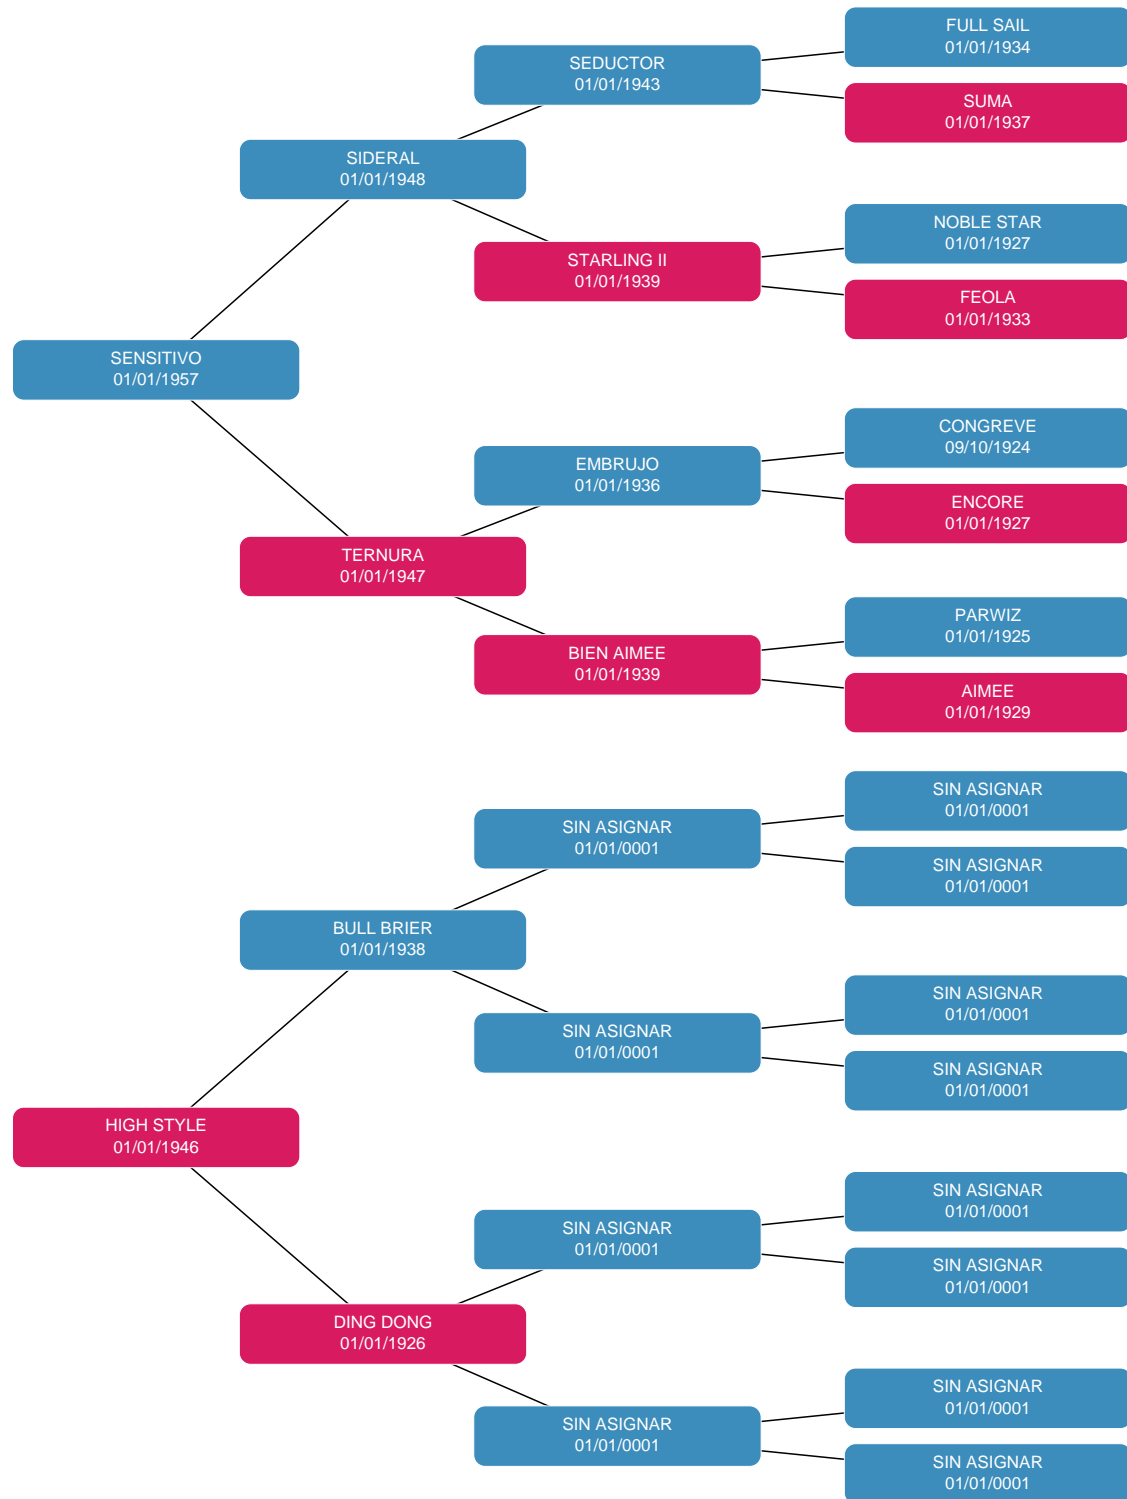 FULL SAIL
01/01/1934
SEDUCTOR
01/01/1943
SUMA
01/01/1937
SIDERAL
01/01/1948
NOBLE STAR
01/01/1927
STARLING II
01/01/1939
FEOLA
01/01/1933
SENSITIVO
01/01/1957
CONGREVE
09/10/1924
EMBRUJO
01/01/1936
ENCORE
01/01/1927
TERNURA
01/01/1947
PARWIZ
01/01/1925
BIEN AIMEE
01/01/1939
AIMEE
01/01/1929
SIN ASIGNAR
01/01/0001
SIN ASIGNAR
01/01/0001
SIN ASIGNAR
01/01/0001
BULL BRIER
01/01/1938
SIN ASIGNAR
01/01/0001
SIN ASIGNAR
01/01/0001
SIN ASIGNAR
01/01/0001
HIGH STYLE
01/01/1946
SIN ASIGNAR
01/01/0001
SIN ASIGNAR
01/01/0001
SIN ASIGNAR
01/01/0001
DING DONG
01/01/1926
SIN ASIGNAR
01/01/0001
SIN ASIGNAR
01/01/0001
SIN ASIGNAR
01/01/0001